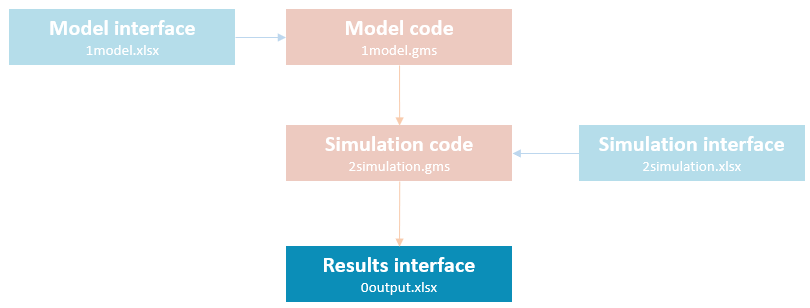 Model interface
1model.xlsx
Model code
1model.gms
Simulation code
2simulation.gms
Simulation interface
2simulation.xlsx
Results interface
0output.xlsx